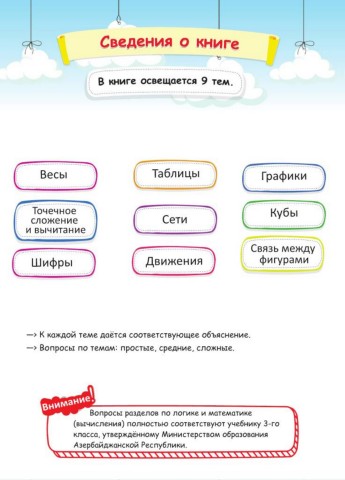 Сведения о книге
В книге освещается 9 тем.
Весы
Таблицы
Графики
Точечное
сложение
и вычитание
Сети
Кубы
Шифры
Движения
Связь между
фигурами
—> К каждой теме даётся соответствующее объяснение.
—> Вопросы по темам: простые, средние, сложные.
Внимание!
Вопросы разделов по логике и математике
(вычисления) полностью соответствуют учебнику 3-го
класса, утверждённому Министерством образования
Азербайджанской Республики.